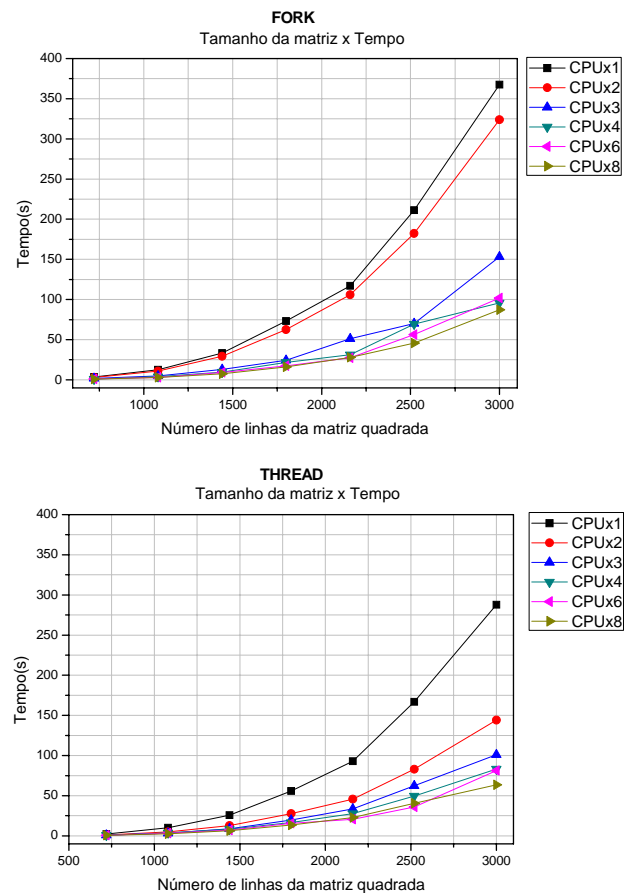 FORK
Tamanho da matriz x Tempo
400
350
300
250
200
150
100
50
0
Tempo(s)
1000 1500 2000 2500 3000
Número de linhas da matriz quadrada
CPUx1
CPUx2
CPUx3
CPUx4
CPUx6
CPUx8
THREAD
Tamanho da matriz x Tempo
400
350
300
250
200
150
100
50
0
Tempo(s)
500 1000 1500 2000 2500 3000
Número de linhas da matriz quadrada
CPUx1
CPUx2
CPUx3
CPUx4
CPUx6
CPUx8